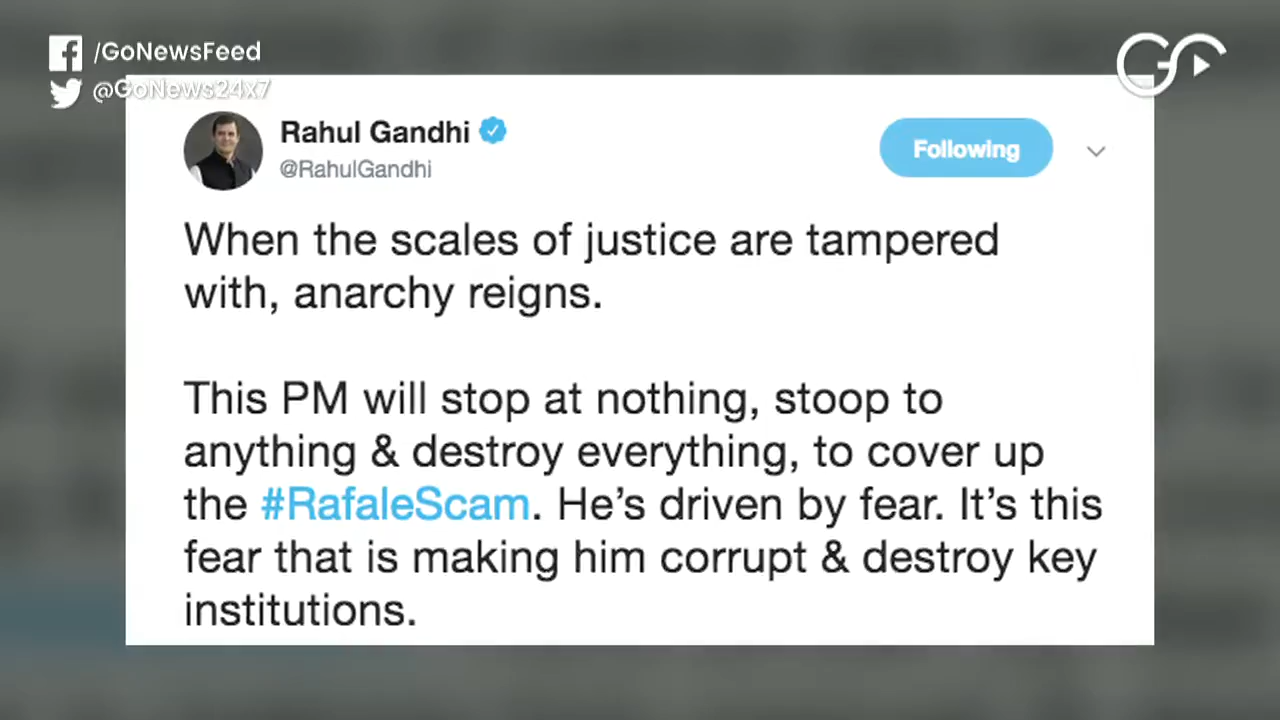 /GoNewsFeed
@GoNews24x7
Rahul Gandhi
@RahulGandhi
Following
When the scales of justice are tampered
with, anarchy reigns.
This PM will stop at nothing, stoop to
anything & destroy everything, to cover up
the #RafaleScam. He’s driven by fear. It’s this
fear that is making him corrupt & destroy key
institutions.